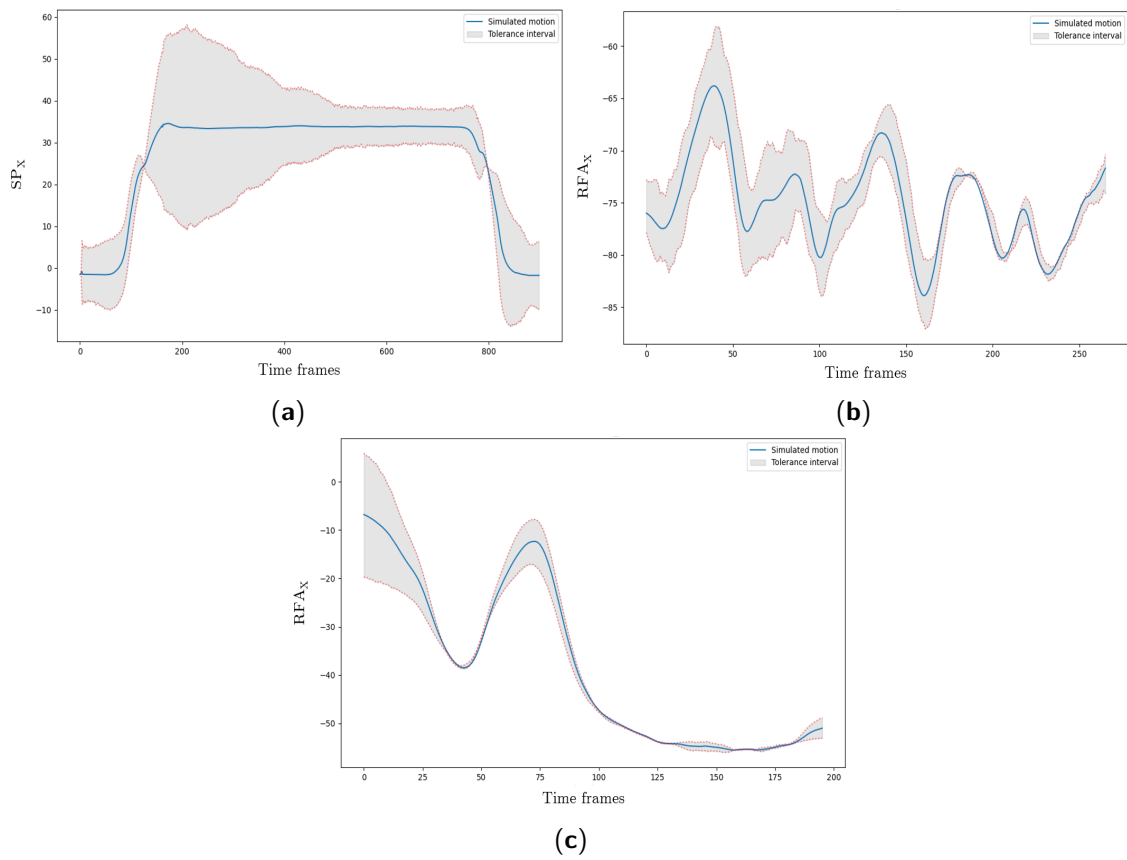 60
50
40
30
20
10
0
−10
SP_X
0
200
400
600
800
Time frames
Simulated motion
Tolerance interval
(a)
−60
−65
−70
−75
−80
−85
RFA_X
0
50
100
150
200
250
Time frames
Simulated motion
Tolerance interval
(b)
0
−10
−20
−30
−40
−50
RFA_X
0
25
50
75
100
125
150
175
200
Time frames
Simulated motion
Tolerance interval
(c)